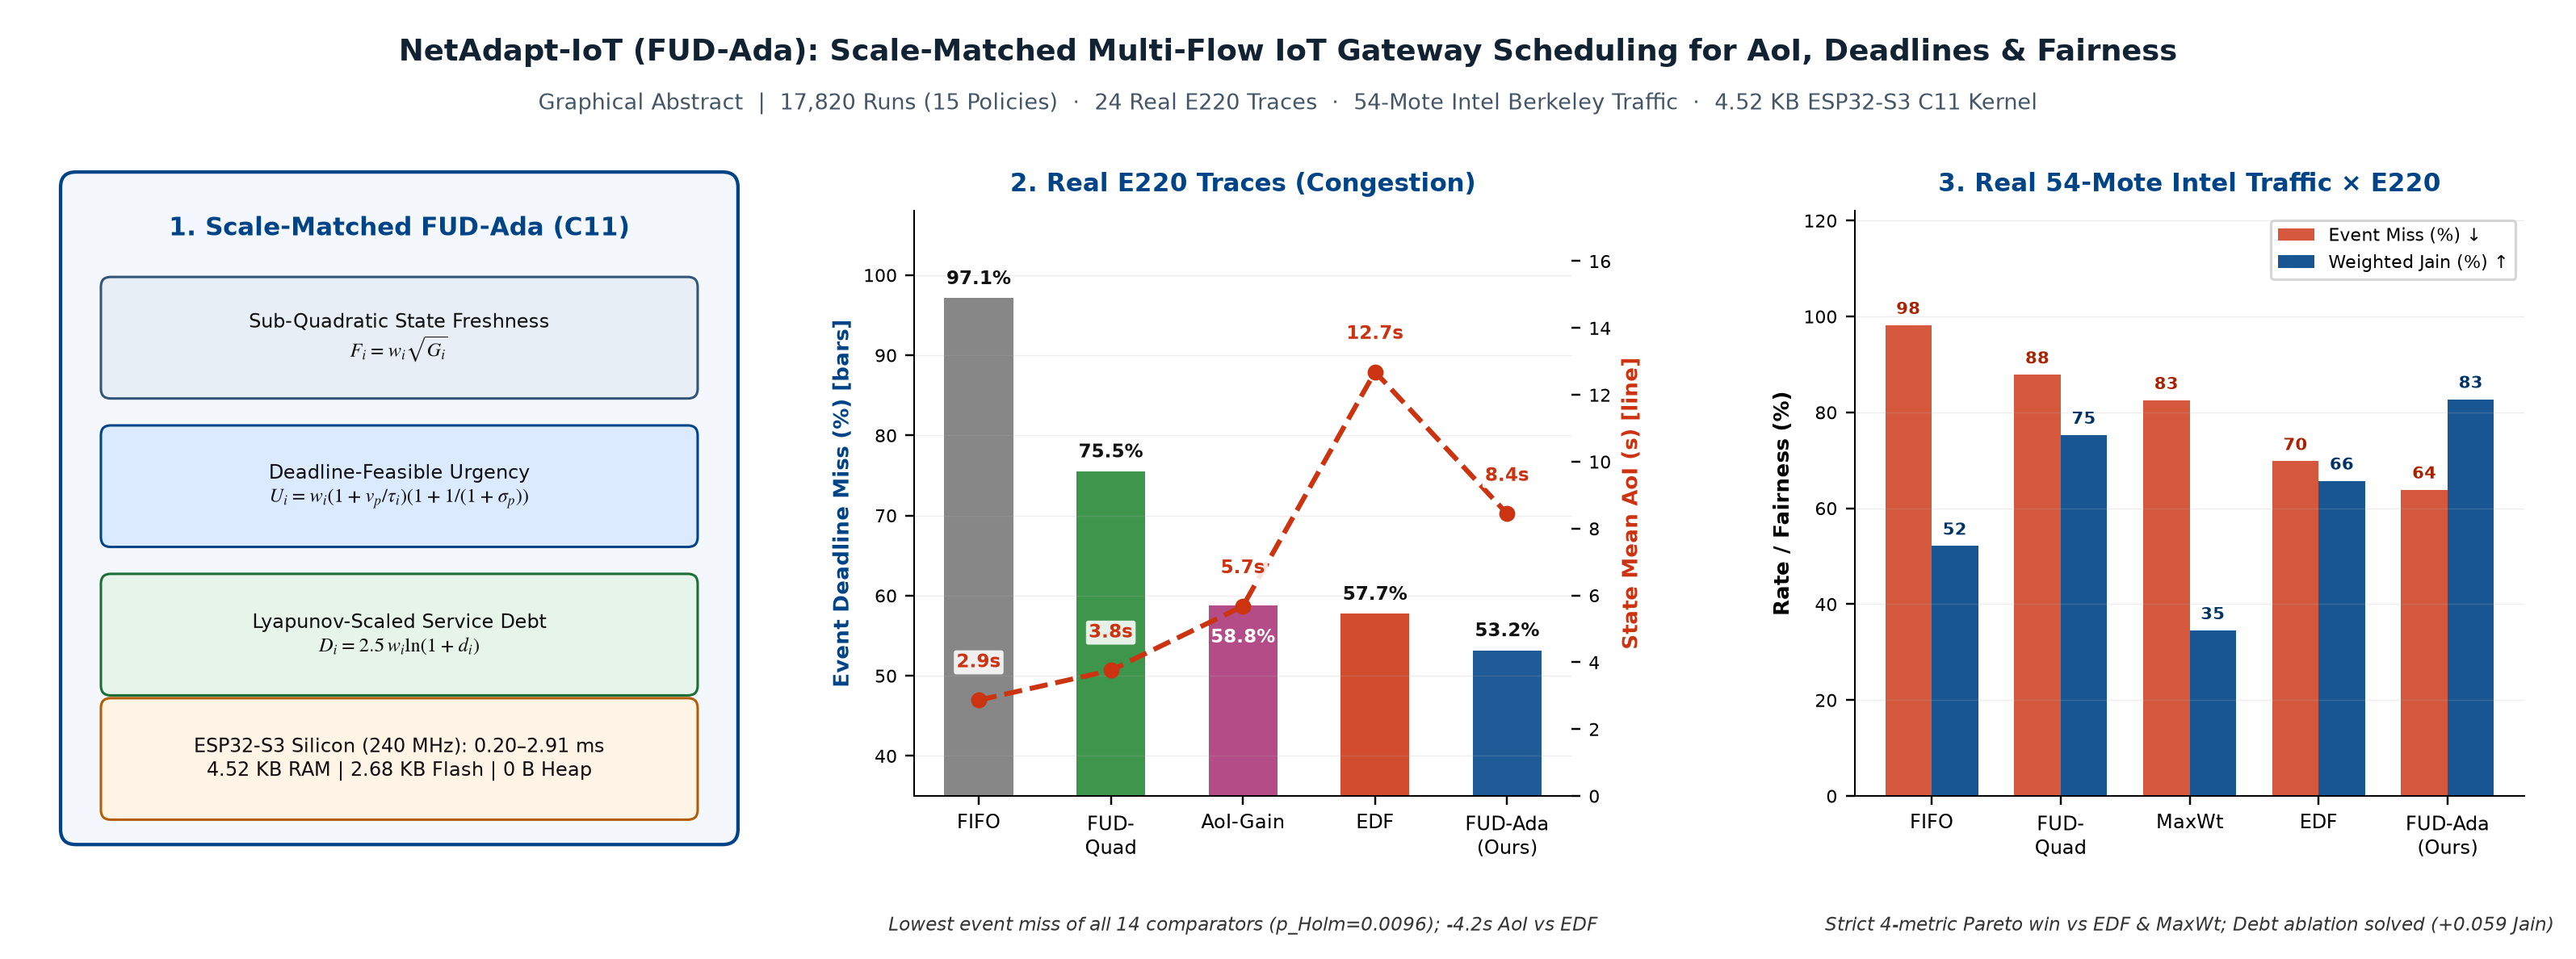 NetAdapt-IoT (FUD-Ada): Scale-Matched Multi-Flow IoT Gateway Scheduling for AoI, Deadlines & Fairness
Graphical Abstract | 17,820 Runs (15 Policies) · 24 Real E220 Traces · 54-Mote Intel Berkeley Traffic · 4.52 KB ESP32-S3 C11 Kernel
1. Scale-Matched FUD-Ada (C11)
Sub-Quadratic State Freshness
F_i = w_i√G_i
Deadline-Feasible Urgency
U_i = w_i(1 + v_p/τ_i)(1 + 1/(1 + σ_p))
Lyapunov-Scaled Service Debt
D_i = 2.5 w_i ln(1 + d_i)
ESP32-S3 Silicon (240 MHz): 0.20–2.91 ms
4.52 KB RAM | 2.68 KB Flash | 0 B Heap
2. Real E220 Traces (Congestion)
Event Deadline Miss (%) [bars]
100
90
80
70
60
50
40
97.1%
75.5%
58.8%
57.7%
53.2%
2.9s
3.8s
5.7s
12.7s
8.4s
16
14
12
10
8
6
4
2
0
State Mean AoI (s) [line]
FIFO
FUD-
Quad
AoI-Gain
EDF
FUD-Ada
(Ours)
Lowest event miss of all 14 comparators (p_Holm=0.0096); -4.2s AoI vs EDF
3. Real 54-Mote Intel Traffic × E220
Rate / Fairness (%)
120
100
80
60
40
20
0
Event Miss (%) ↓
Weighted Jain (%) ↑
98
52
88
75
83
35
70
66
64
83
FIFO
FUD-
Quad
MaxWt
EDF
FUD-Ada
(Ours)
Strict 4-metric Pareto win vs EDF & MaxWt; Debt ablation solved (+0.059 Jain)